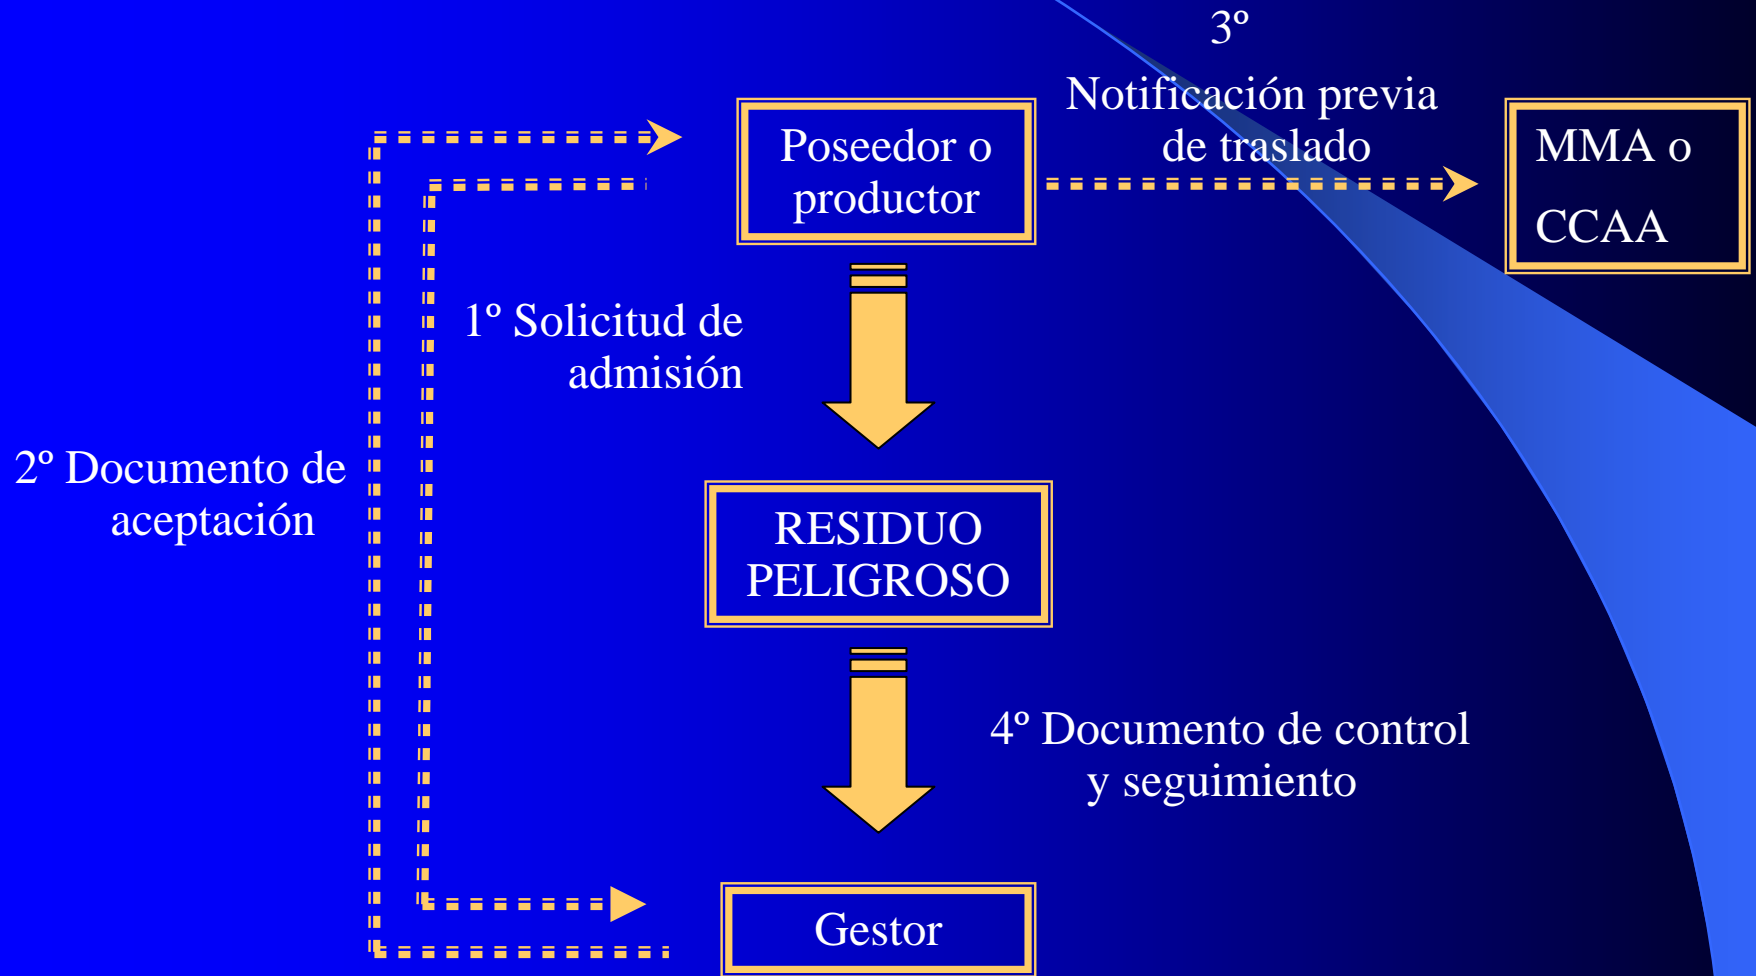 3º
Notificación previa
de traslado
Poseedor o
productor
MMA o
CCAA
1º Solicitud de
admisión
2º Documento de
aceptación
RESIDUO
PELIGROSO
4º Documento de control
y seguimiento
Gestor